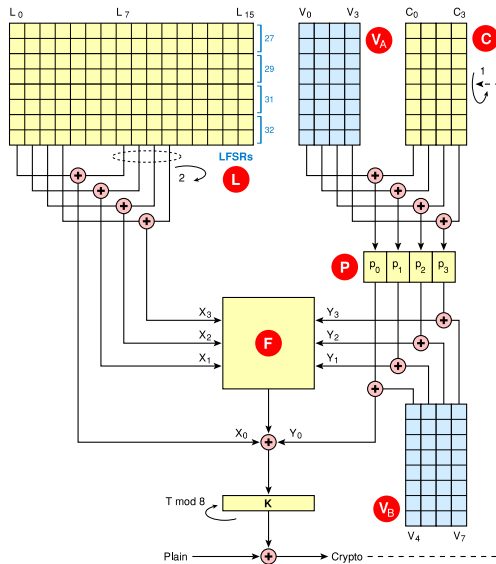 L0 L7 L15 V0 V3 C0 C3
27
VA C
29
1
31
32
LFSRs
2 L
P p0 p1 p2 p3
X3 Y3
X2 F Y2
X1 Y1
X0 Y0
T mod 8 K
VB
V4 V7
Plain Crypto